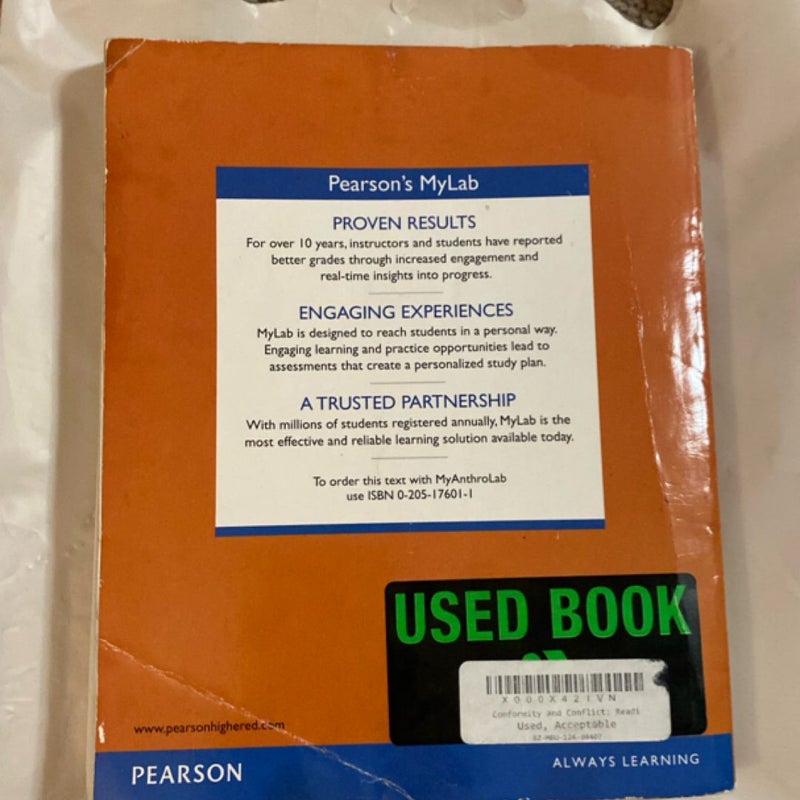 Pearson's MyLab
PROVEN RESULTS
For over 10 years, instructors and students have reported
better grades through increased engagement and
real-time insights into progress.
ENGAGING EXPERIENCES
MyLab is designed to reach students in a personal way.
Engaging learning and practice opportunities lead to
assessments that create a personalized study plan.
A TRUSTED PARTNERSHIP
With millions of students registered annually, MyLab is the
most effective and reliable learning solution available today.
To order this text with MyAnthroLab
use ISBN 0-205-17601-1
USED BOOK
X000X42IVN
Conformity and Conflict: Readi
Used, Acceptable
www.pearsonhighered.com
PEARSON
ALWAYS LEARNING